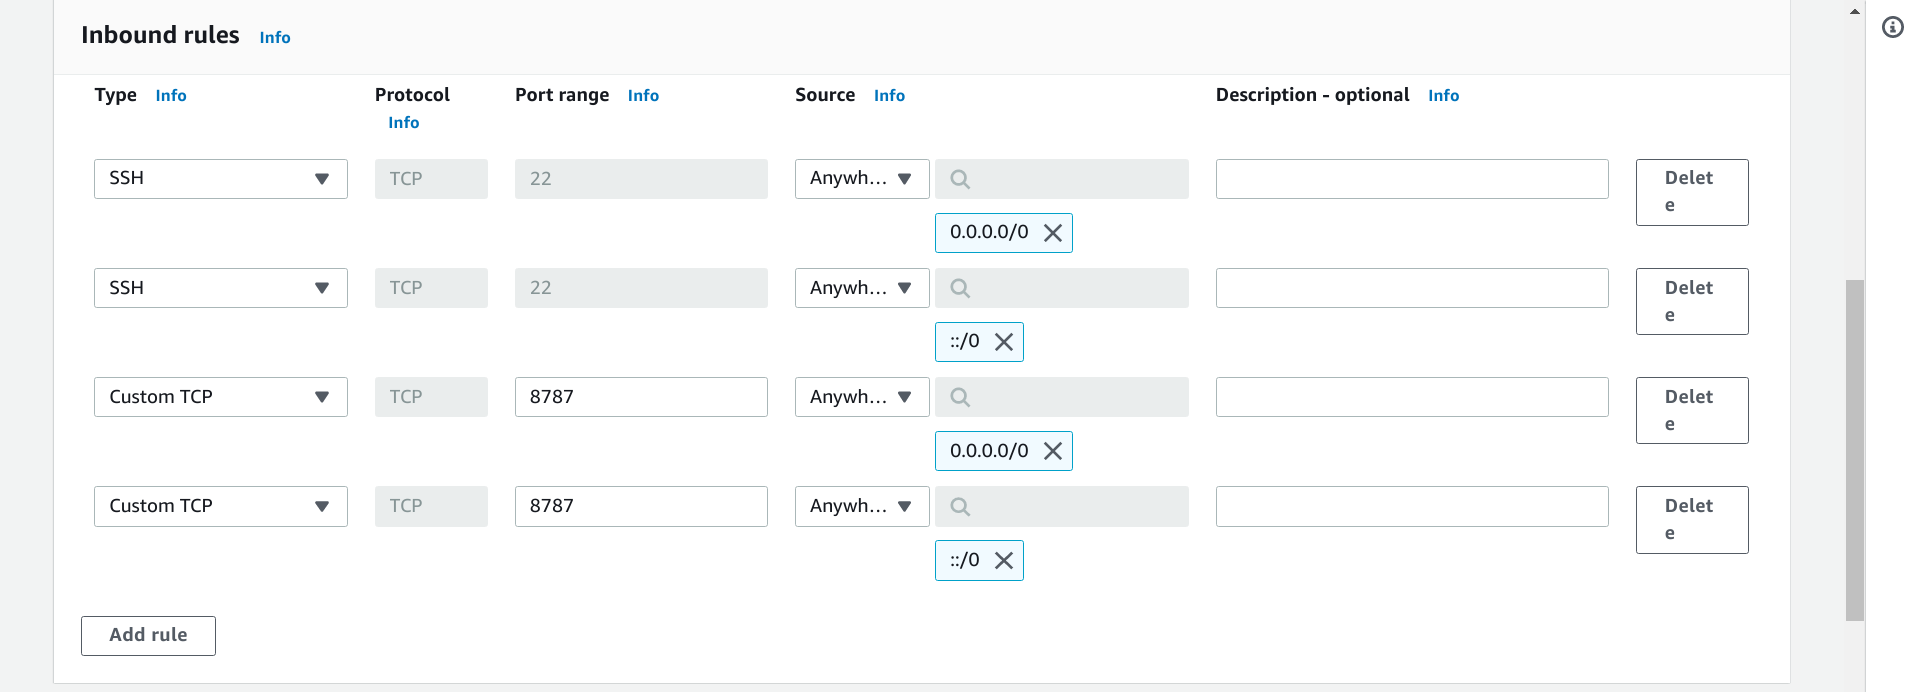 Inbound rules Info
Type Info Protocol Info Port range Info Source Info Description - optional Info
SSH TCP 22 Anywh... Delete
0.0.0.0/0
SSH TCP 22 Anywh... Delete
::/0
Custom TCP TCP 8787 Anywh... Delete
0.0.0.0/0
Custom TCP TCP 8787 Anywh... Delete
::/0
Add rule